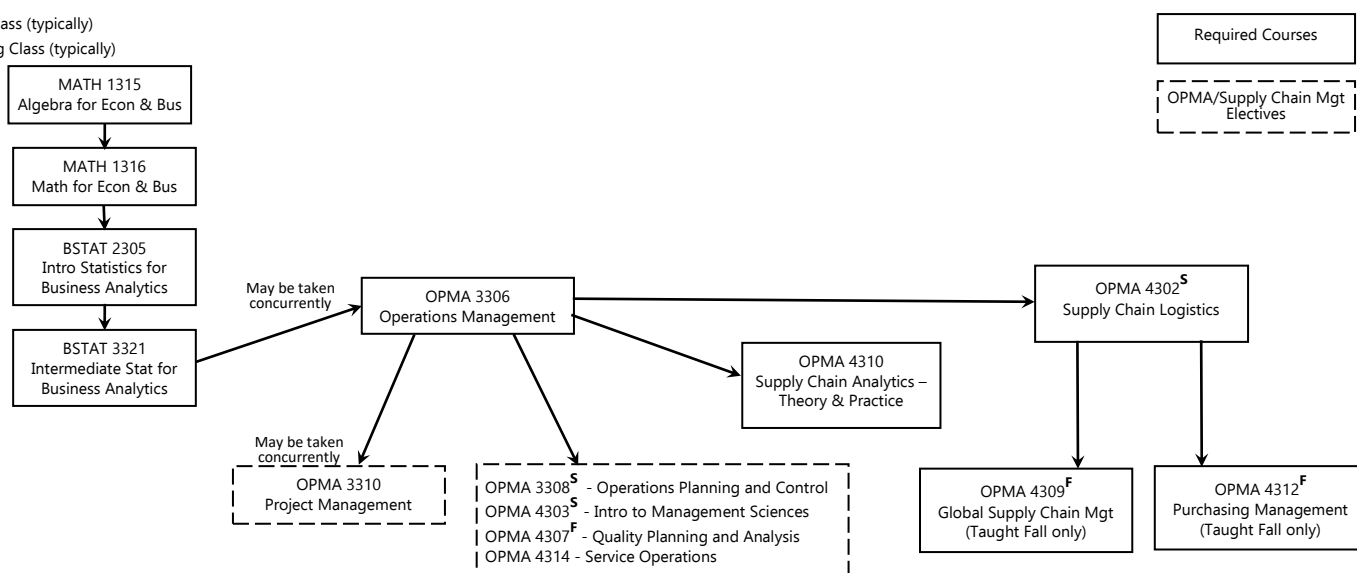 ass (typically)
g Class (typically)
Required Courses
OPMA/Supply Chain Mgt
Electives
MATH 1315
Algebra for Econ & Bus
MATH 1316
Math for Econ & Bus
BSTAT 2305
Intro Statistics for
Business Analytics
BSTAT 3321
Intermediate Stat for
Business Analytics
May be taken
concurrently
OPMA 3306
Operations Management
OPMA 4302S
Supply Chain Logistics
OPMA 4310
Supply Chain Analytics –
Theory & Practice
May be taken
concurrently
OPMA 3310
Project Management
OPMA 3308S - Operations Planning and Control
OPMA 4303S - Intro to Management Sciences
OPMA 4307F - Quality Planning and Analysis
OPMA 4314 - Service Operations
OPMA 4309F
Global Supply Chain Mgt
(Taught Fall only)
OPMA 4312F
Purchasing Management
(Taught Fall only)